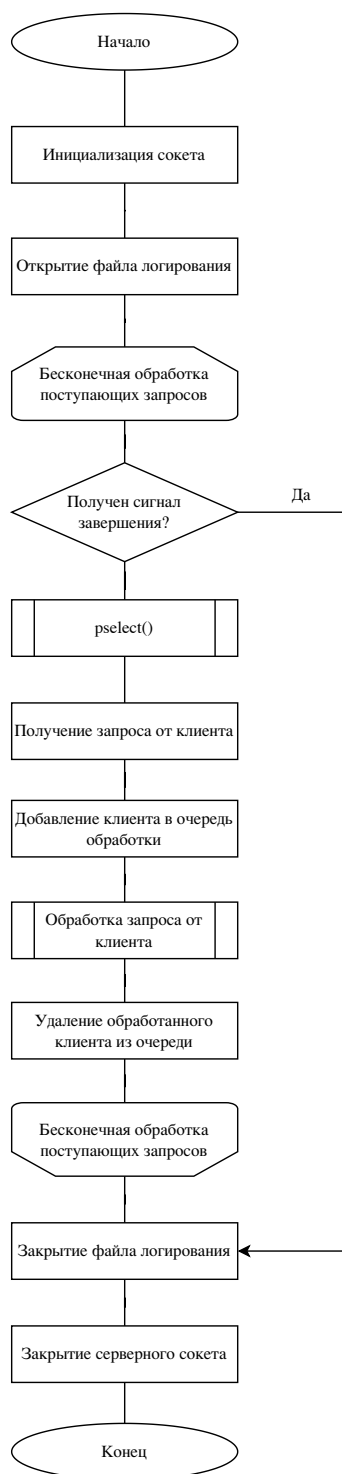 Начало
Инициализация сокета
Открытие файла логирования
Бесконечная обработка
поступающих запросов
Получен сигнал
завершения?
Да
pselect()
Получение запроса от клиента
Добавление клиента в очередь
обработки
Обработка запроса от
клиента
Удаление обработанного
клиента из очереди
Бесконечная обработка
поступающих запросов
Закрытие файла логирования
Закрытие серверного сокета
Конец